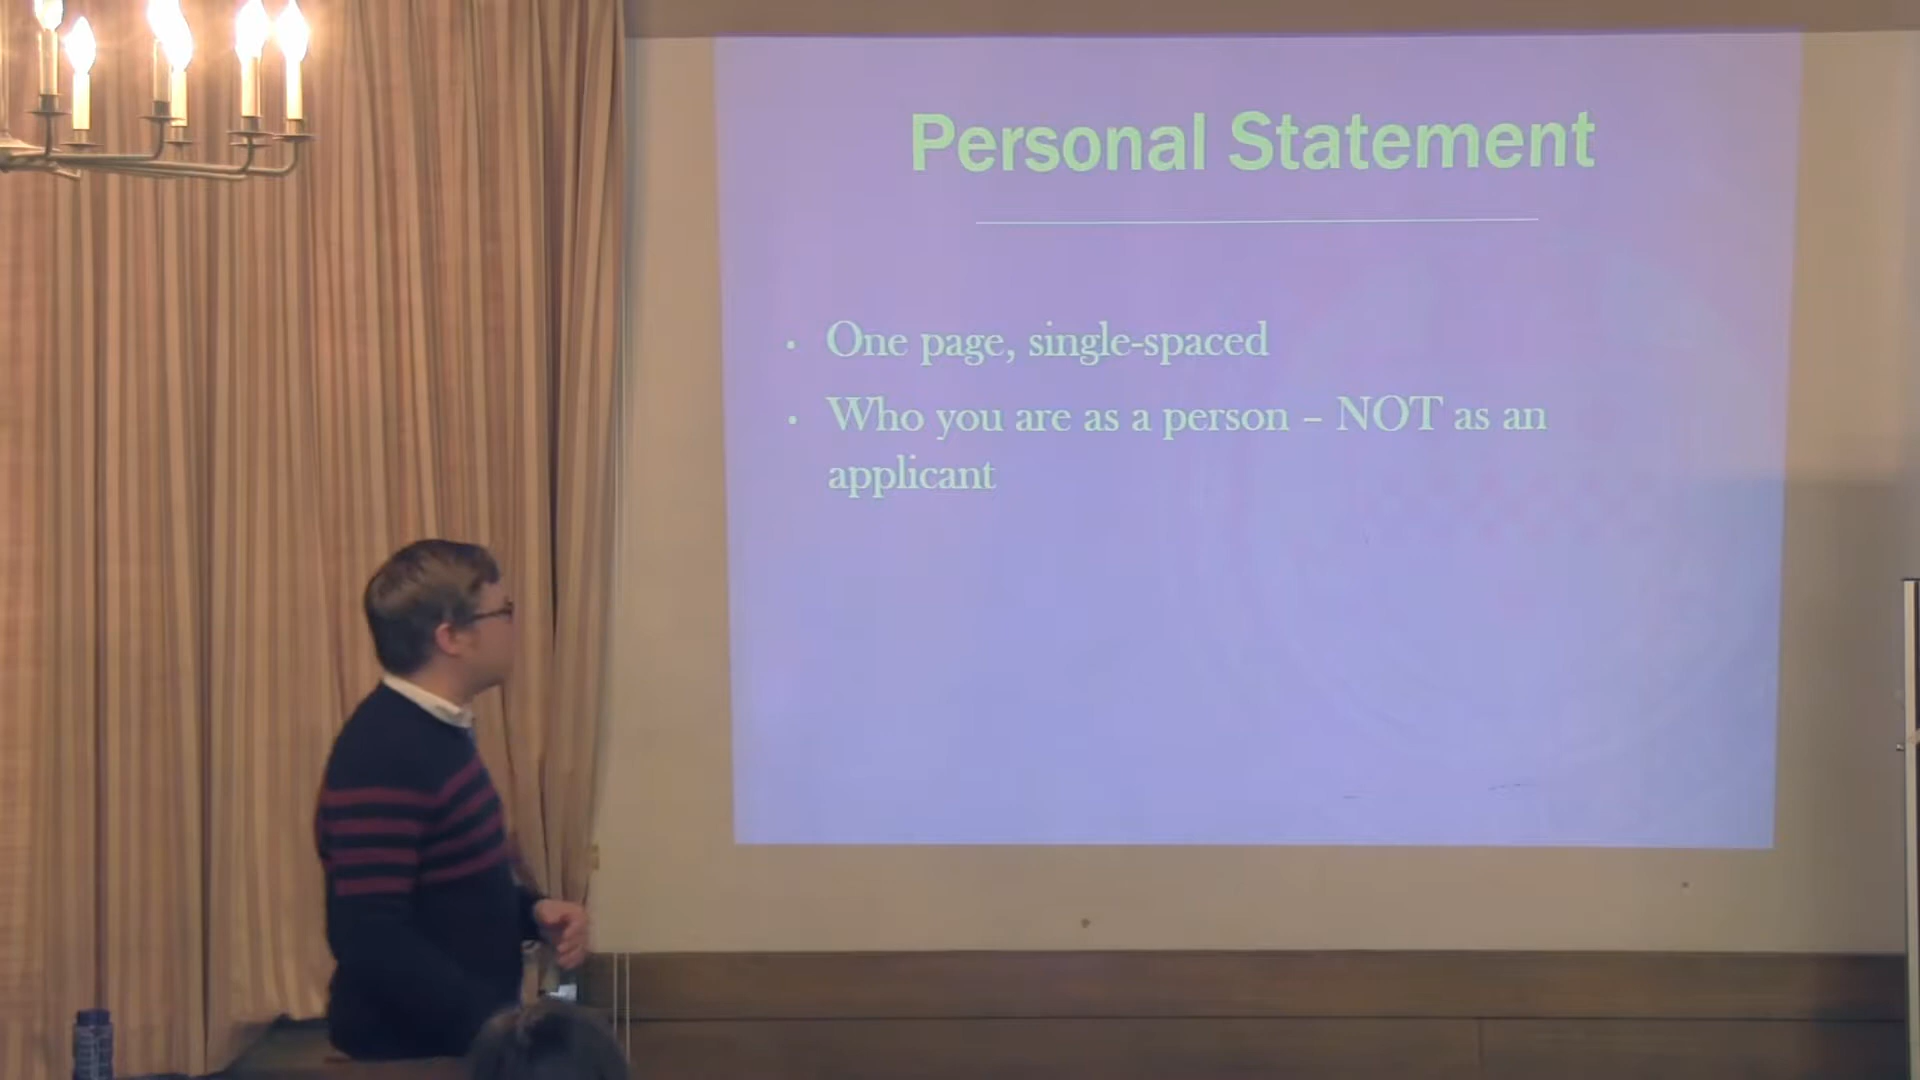 Personal Statement
• One page, single-spaced
• Who you are as a person – NOT as an
applicant